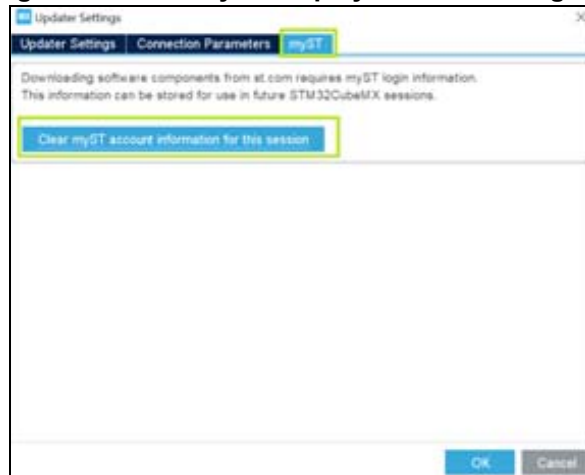 Updater Settings
Updater Settings Connection Parameters myST
Downloading software components from st.com requires myST login information.
This information can be stored for use in future STM32CubeMX sessions.
Clear myST account information for this session
OK Cancel